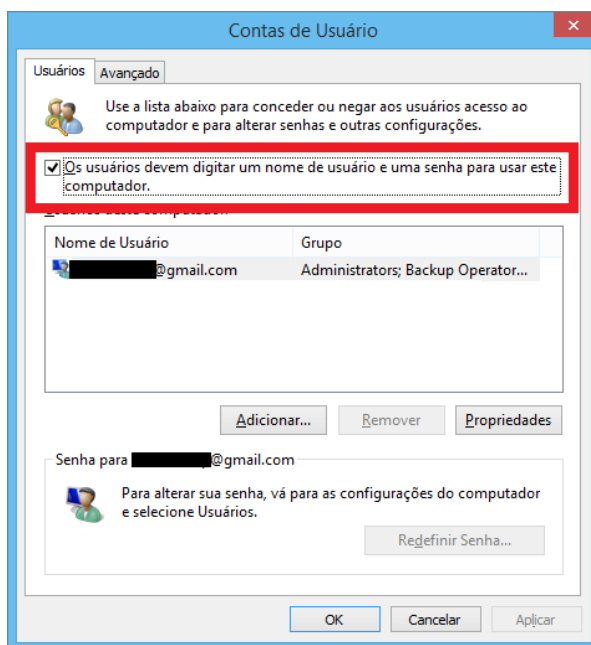 Contas de Usuário
Usuários Avançado
Use a lista abaixo para conceder ou negar aos usuários acesso ao
computador e para alterar senhas e outras configurações.
Os usuários devem digitar um nome de usuário e uma senha para usar este
computador.
Nome de Usuário Grupo
@gmail.com Administrators; Backup Operator...
Adicionar... Remover Propriedades
Senha para @gmail.com
Para alterar sua senha, vá para as configurações do computador
e selecione Usuários.
Redefinir Senha...
OK Cancelar Aplicar